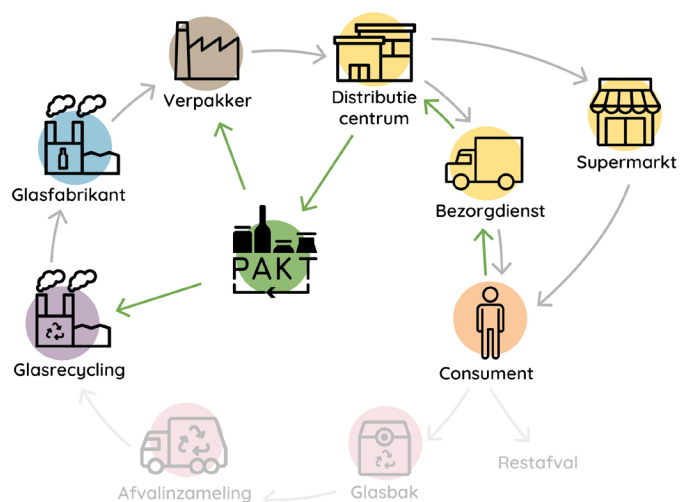 Verpakker
Distributie
centrum
Supermarkt
Glasfabrikant
Bezorgdienst
PAKT
Glasrecycling
Consument
Restafval
Afvalinzameling
Glasbak